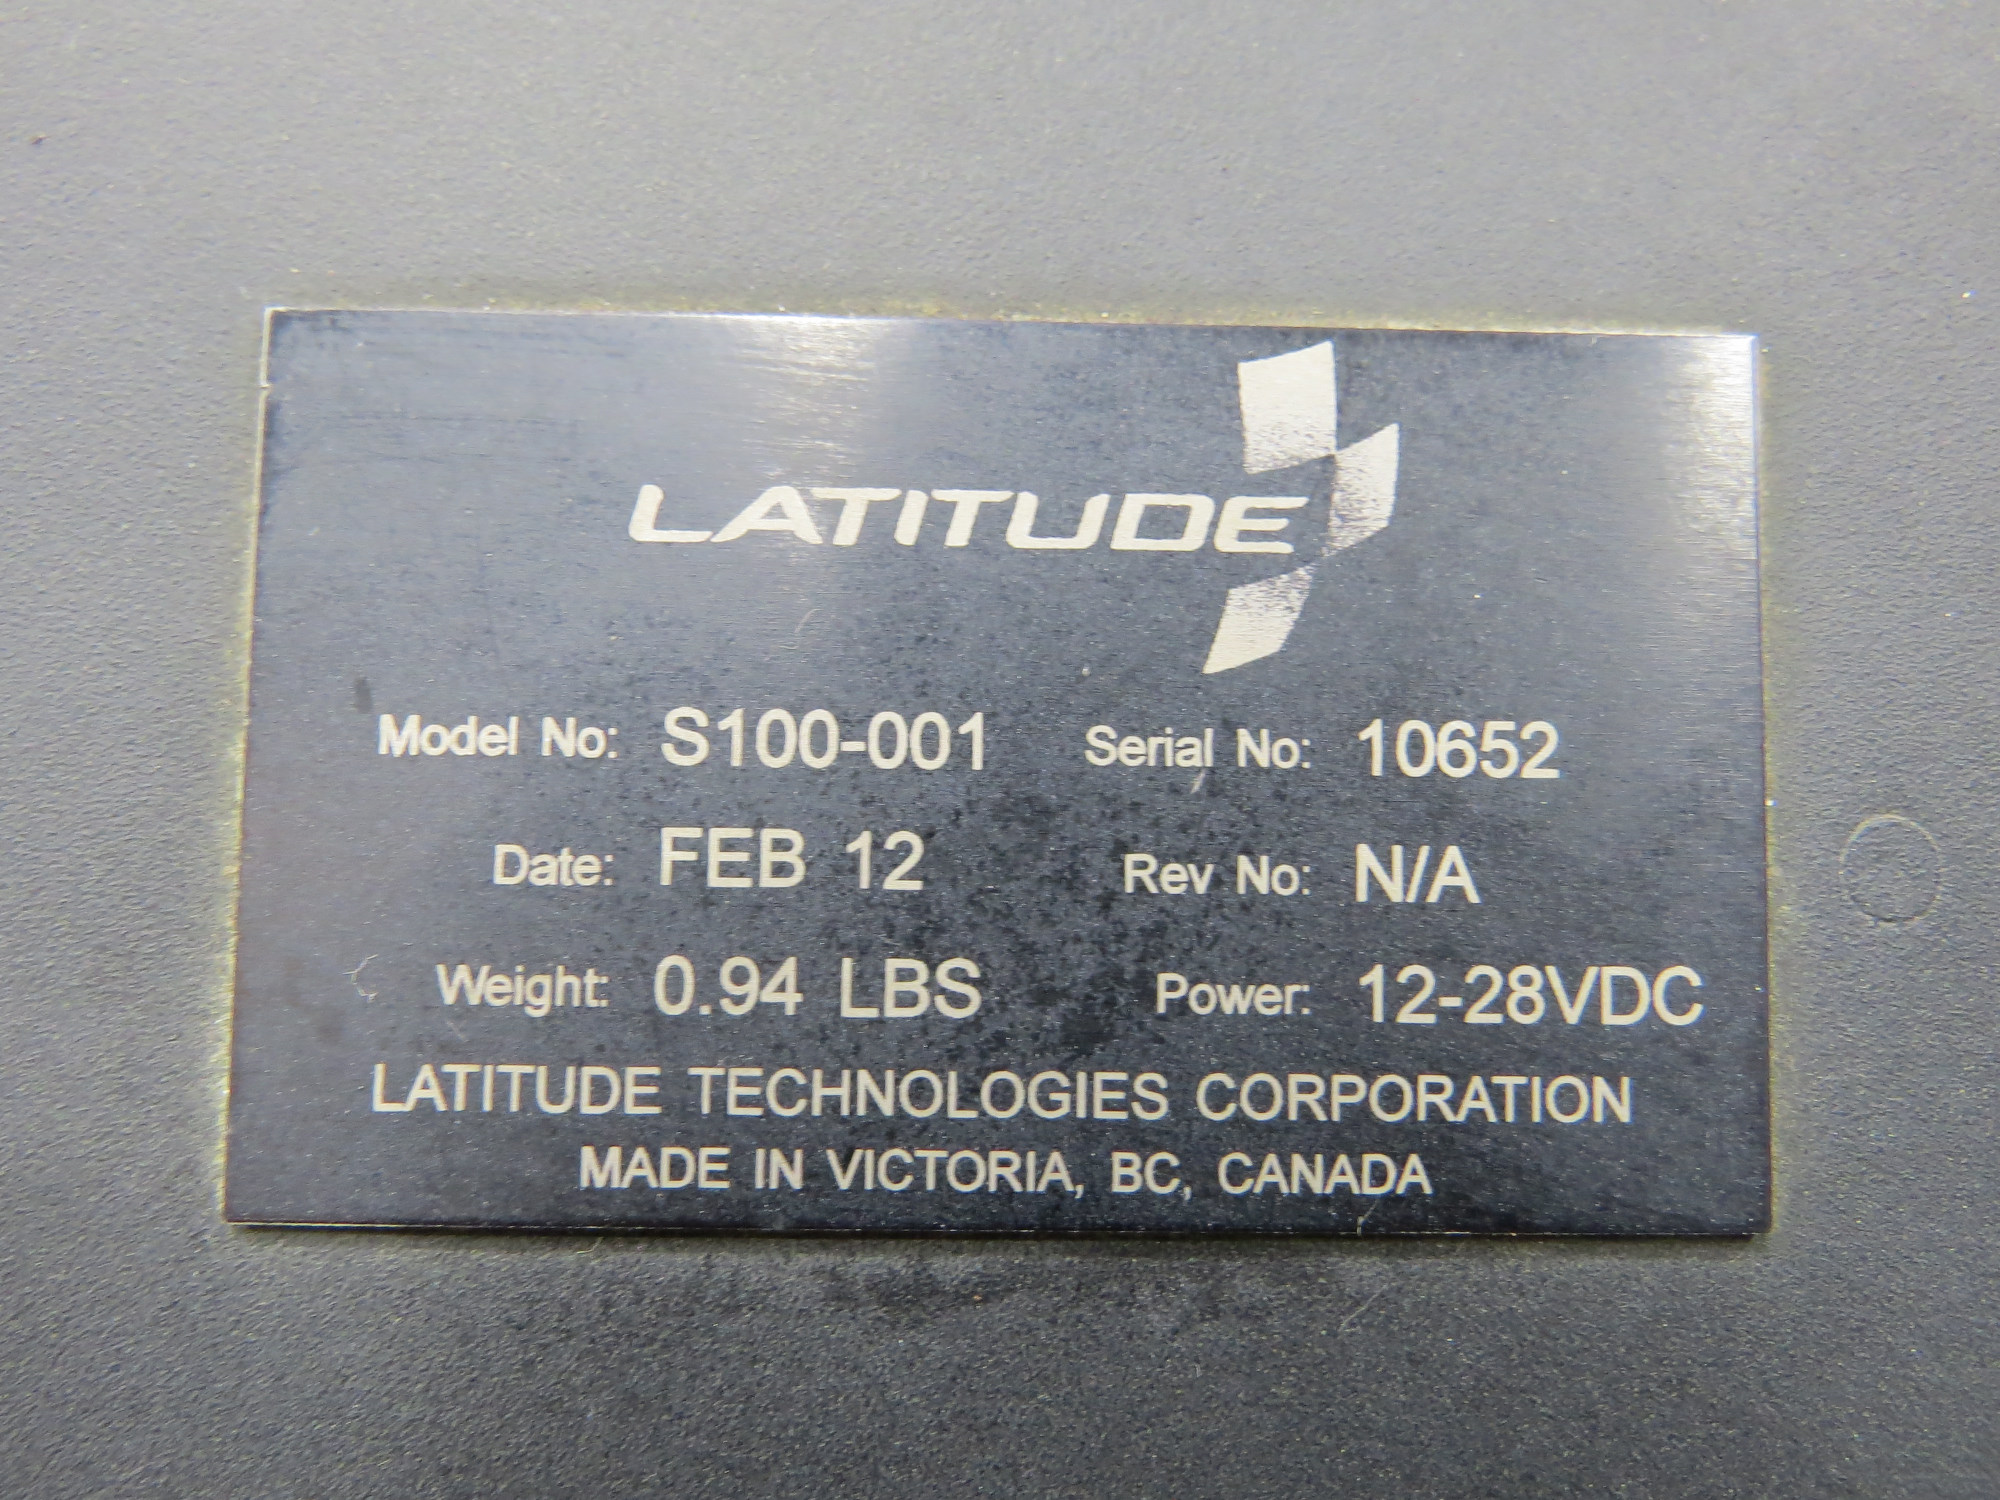 LATITUDE
Model No: S100-001 Serial No: 10652
Date: FEB 12 Rev No: N/A
Weight: 0.94 LBS Power: 12-28VDC
LATITUDE TECHNOLOGIES CORPORATION
MADE IN VICTORIA, BC, CANADA